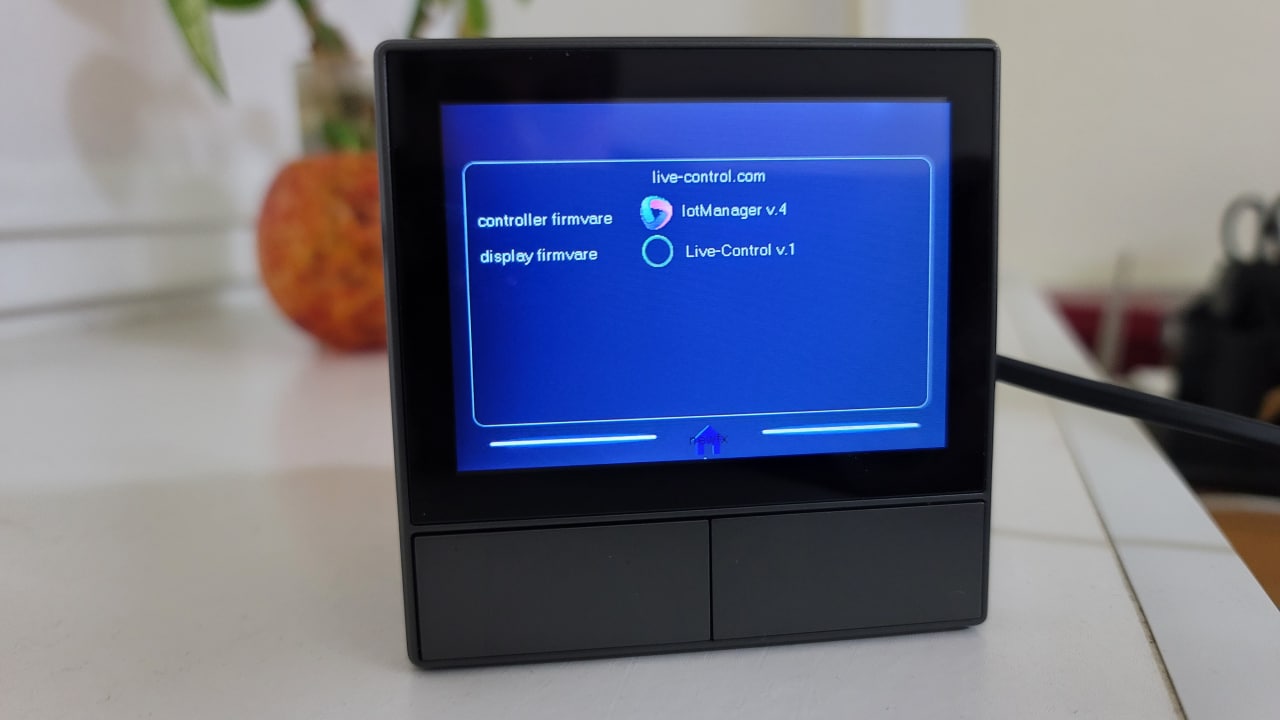 live-control.com
controller firmvare IotManager v.4
display firmvare Live-Control v.1